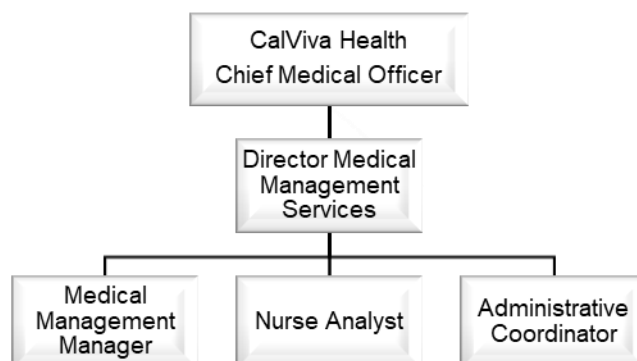 CalViva Health
Chief Medical Officer
Director Medical
Management
Services
Medical
Management
Manager
Nurse Analyst
Administrative
Coordinator